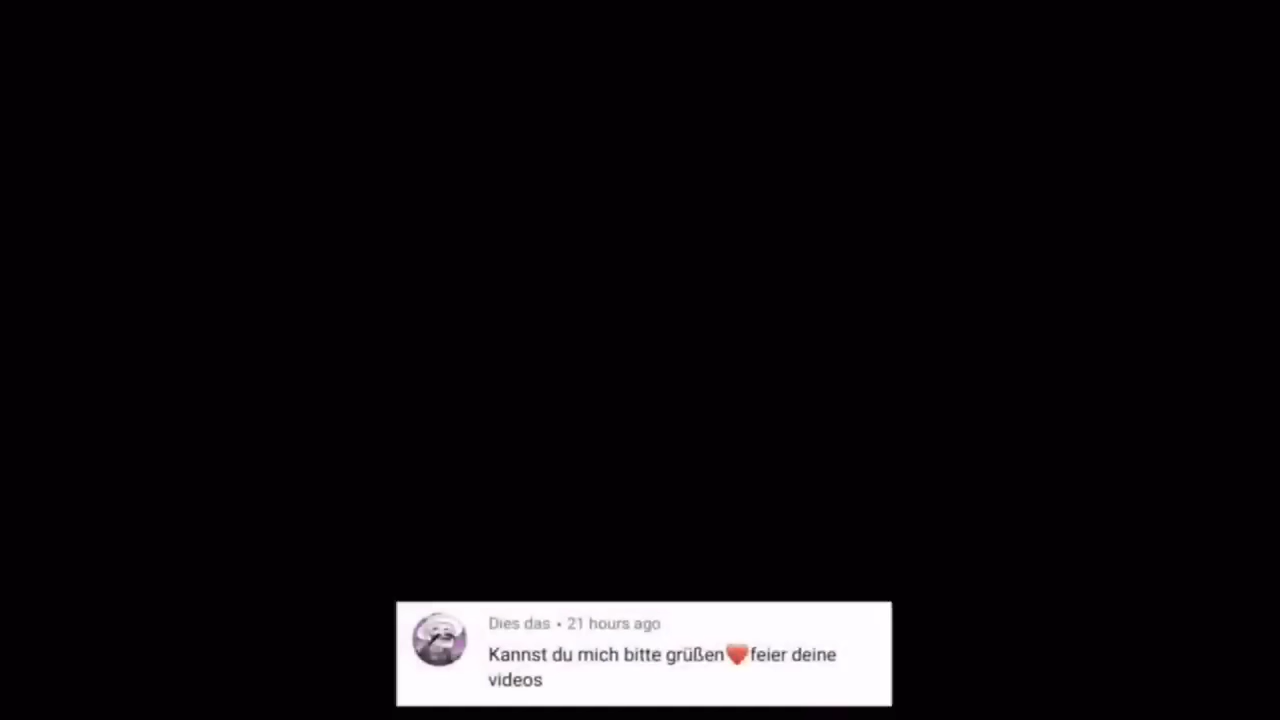 Dies das • 21 hours ago
Kannst du mich bitte grüßen❤️feier deine
videos